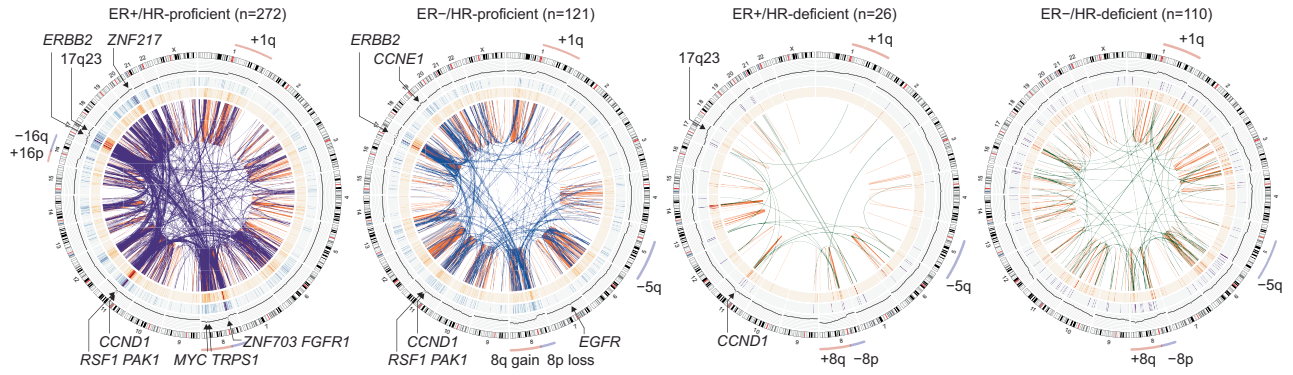 ER+/HR-proficient (n=272)
ERBB2
ZNF217
17q23
+1q
−16q
+16p
CCND1
RSF1 PAK1
MYC TRPS1
ZNF703 FGFR1
ER−/HR-proficient (n=121)
ERBB2
CCNE1
+1q
−5q
CCND1
RSF1 PAK1
8q gain 8p loss
EGFR
ER+/HR-deficient (n=26)
17q23
+1q
−5q
CCND1
+8q −8p
ER−/HR-deficient (n=110)
+1q
−5q
+8q −8p